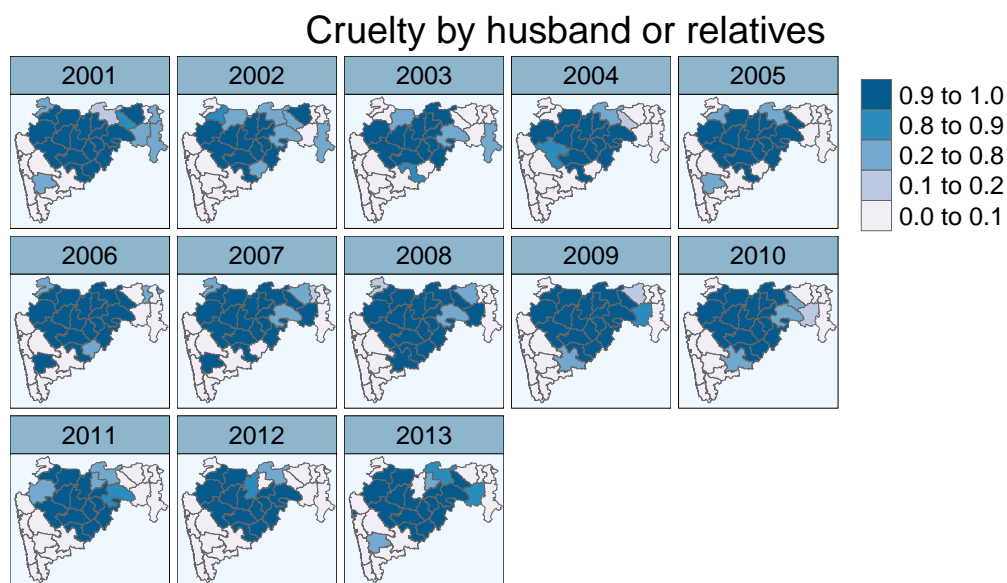 Cruelty by husband or relatives
2001 2002 2003 2004 2005
0.9 to 1.0
0.8 to 0.9
0.2 to 0.8
0.1 to 0.2
0.0 to 0.1
2006 2007 2008 2009 2010
2011 2012 2013